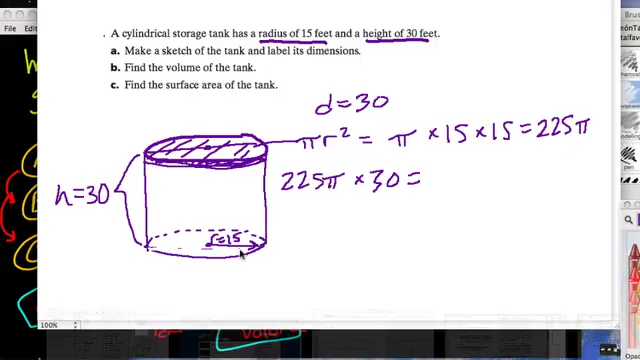 . A cylindrical storage tank has a radius of 15 feet and a height of 30 feet.
a. Make a sketch of the tank and label its dimensions.
b. Find the volume of the tank.
c. Find the surface area of the tank.
d = 30
πr² = π × 15 × 15 = 225π
225π × 30 =
h = 30
r=15
100%